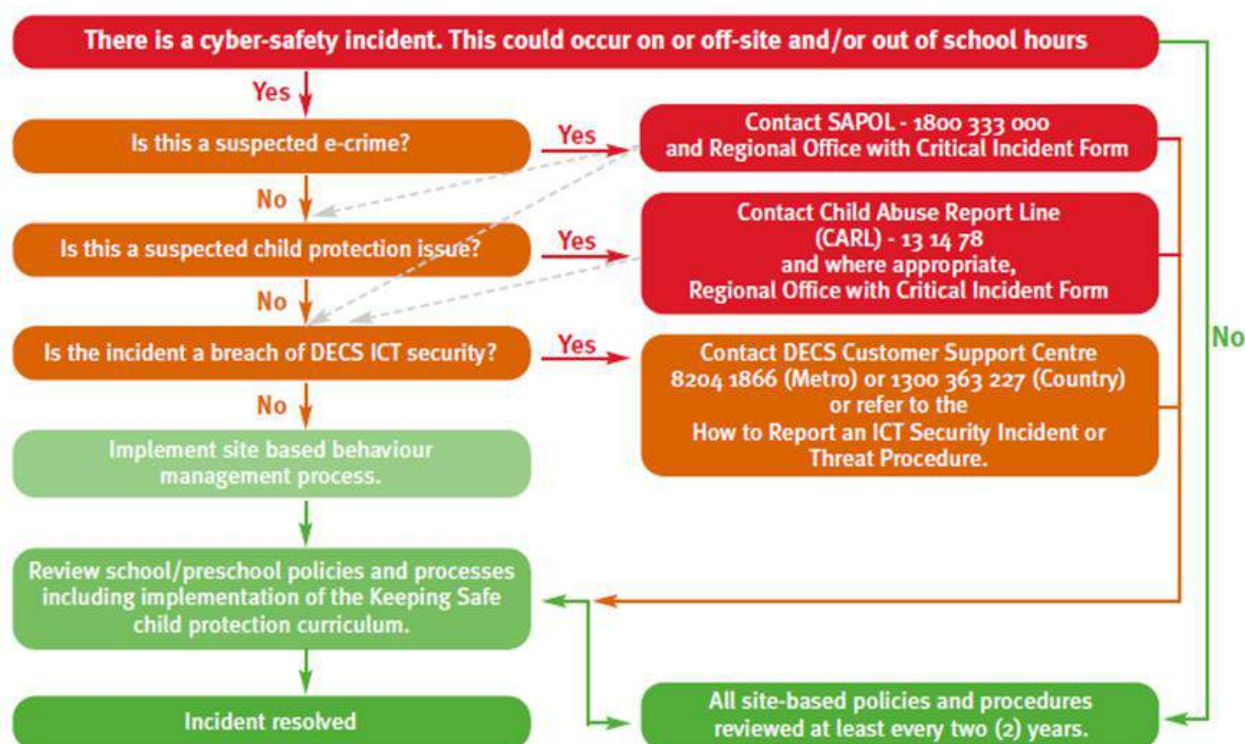 There is a cyber-safety incident. This could occur on or off-site and/or out of school hours
Yes
Is this a suspected e-crime?
Yes
Contact SAPOL - 1800 333 000
and Regional Office with Critical Incident Form
No
Is this a suspected child protection issue?
Yes
Contact Child Abuse Report Line
(CARL) - 13 14 78
and where appropriate,
Regional Office with Critical Incident Form
No
Is the incident a breach of DECS ICT security?
Yes
Contact DECS Customer Support Centre
8204 1866 (Metro) or 1300 363 227 (Country)
or refer to the
How to Report an ICT Security Incident or
Threat Procedure.
No
No
Implement site based behaviour
management process.
Review school/preschool policies and processes
including implementation of the Keeping Safe
child protection curriculum.
Incident resolved
All site-based policies and procedures
reviewed at least every two (2) years.